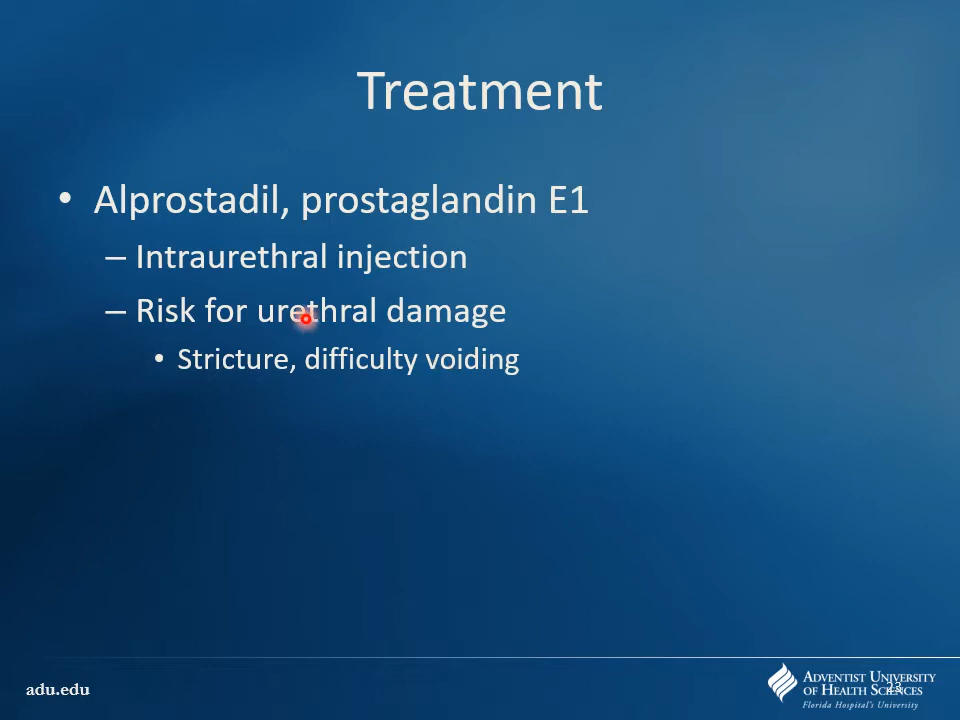 Treatment
• Alprostadil, prostaglandin E1
– Intraurethral injection
– Risk for urethral damage
• Stricture, difficulty voiding
adu.edu
ADVENTIST UNIVERSITY
OF HEALTH SCIENCES
Florida Hospital's University
23